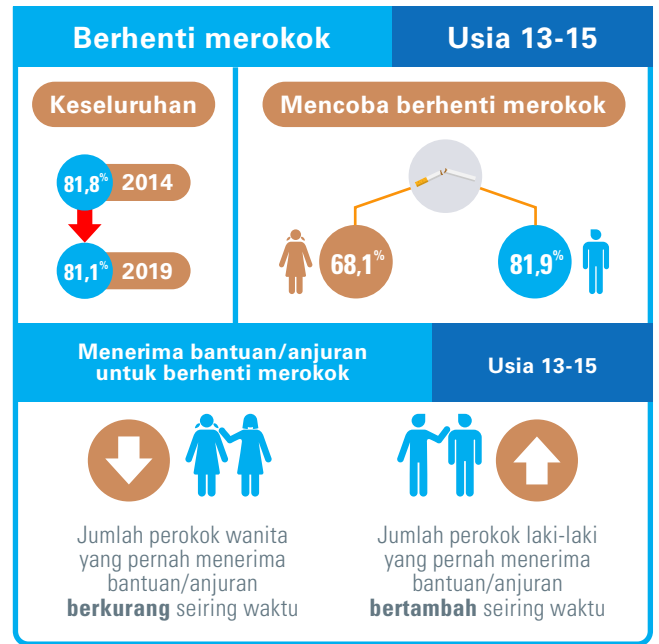 Berhenti merokok
Usia 13-15
Keseluruhan
81,8% 2014
81,1% 2019
Mencoba berhenti merokok
68,1%
81,9%
Menerima bantuan/anjuran
untuk berhenti merokok
Usia 13-15
Jumlah perokok wanita
yang pernah menerima
bantuan/anjuran
berkurang seiring waktu
Jumlah perokok laki-laki
yang pernah menerima
bantuan/anjuran
bertambah seiring waktu